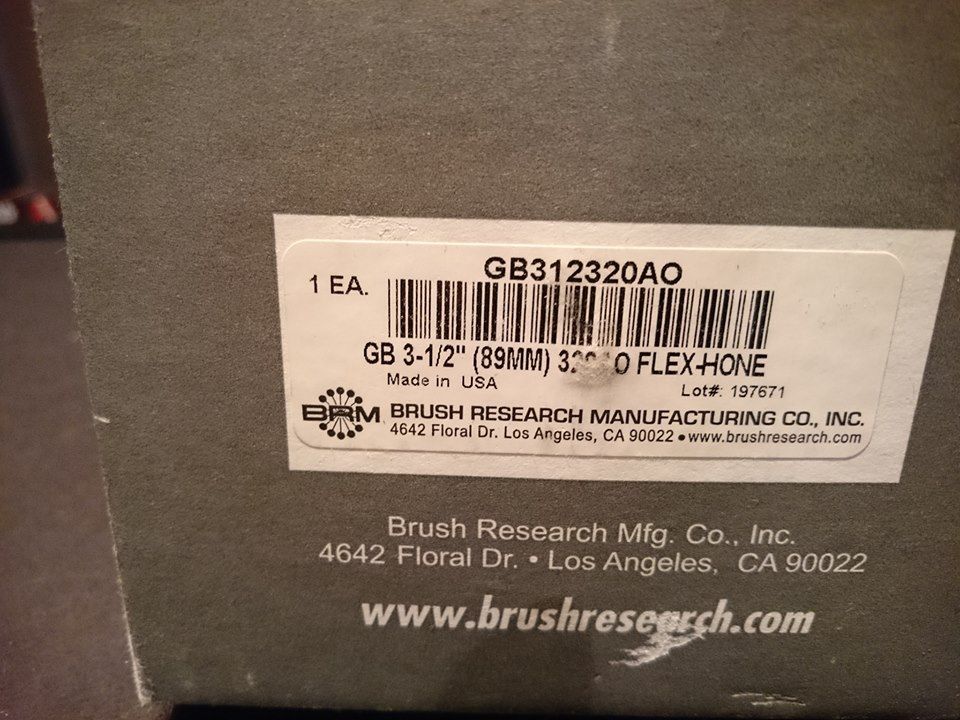 GB312320AO
1 EA.
GB 3-1/2" (89MM) O FLEX-HONE
Made in USA
Lot#: 197671
BRM
BRUSH RESEARCH MANUFACTURING CO., INC.
4642 Floral Dr. Los Angeles, CA 90022 • www.brushresearch.com
Brush Research Mfg. Co., Inc.
4642 Floral Dr. • Los Angeles, CA 90022
www.brushresearch.com